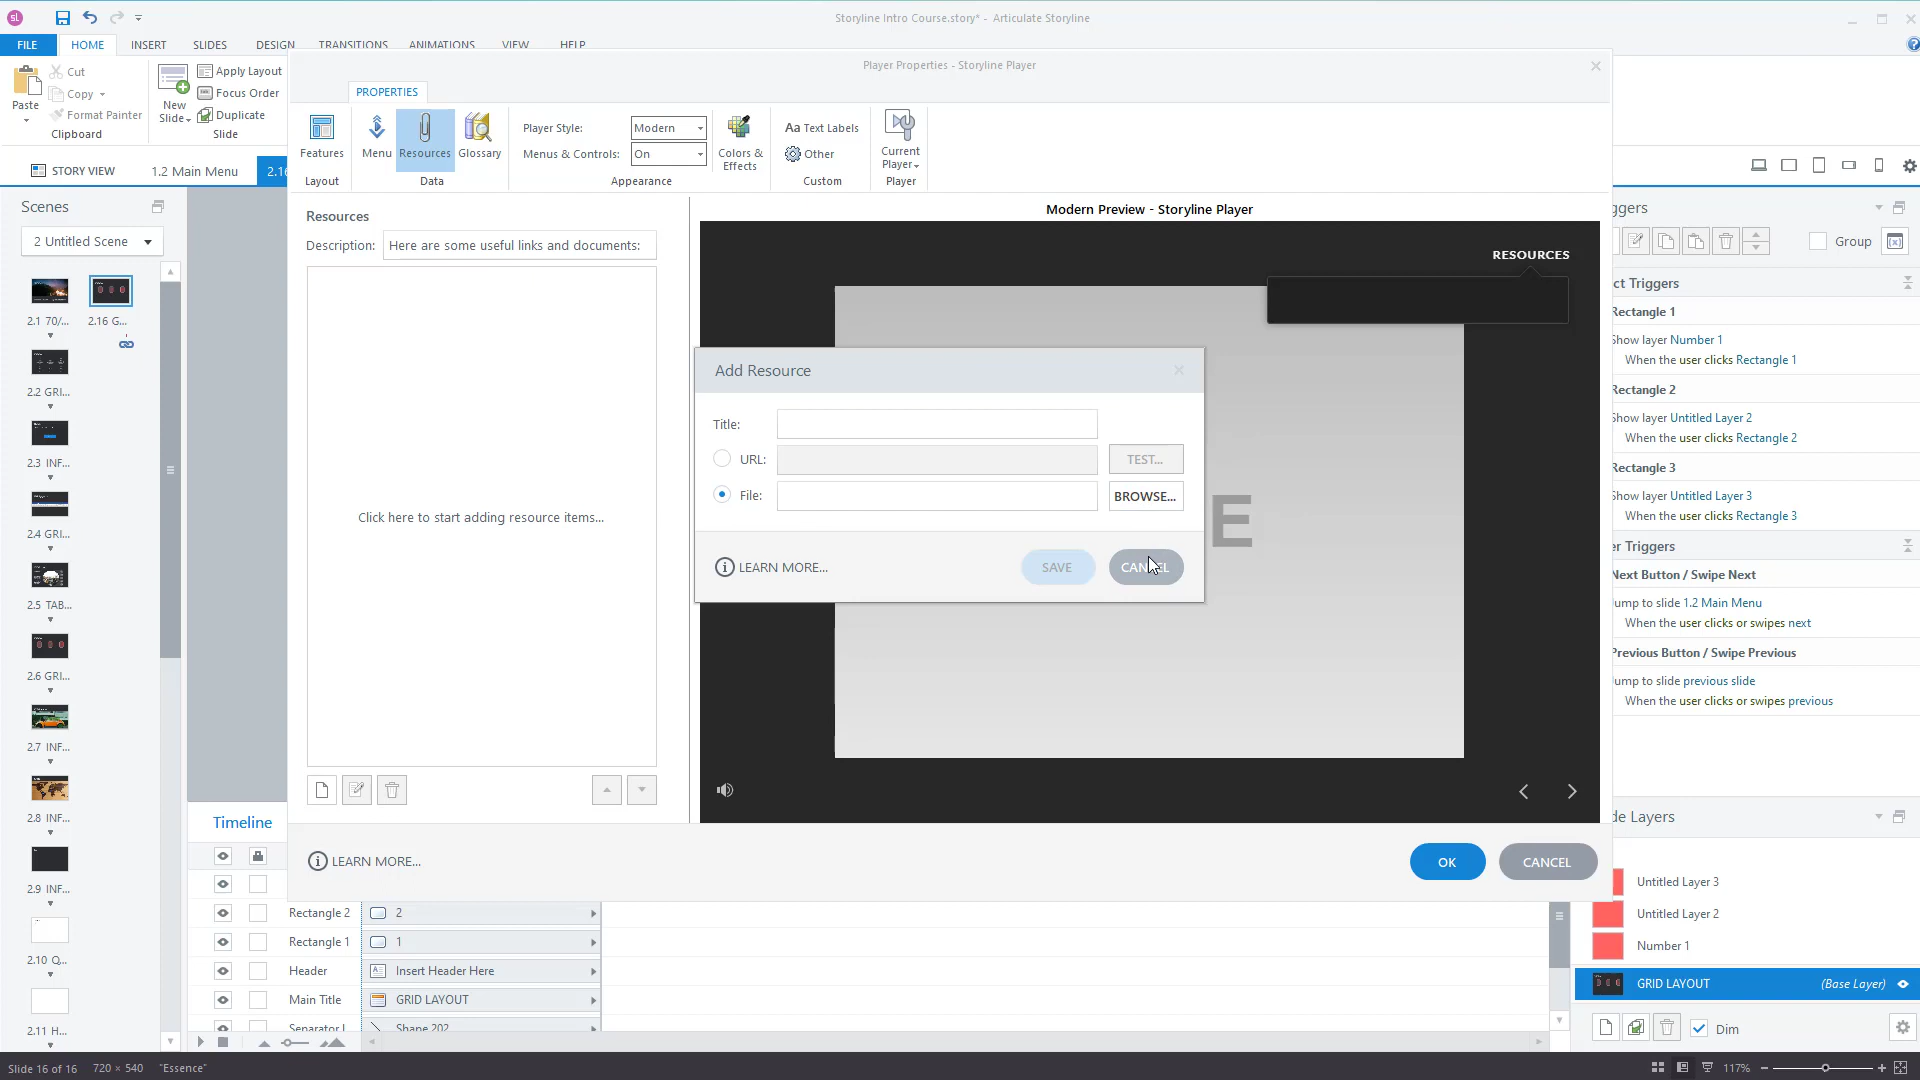 sl
Storyline Intro Course.story* - Articulate Storyline
FILE
HOME
INSERT
SLIDES
DESIGN
TRANSITIONS
ANIMATIONS
VIEW
HELP
Paste
Cut
Copy
Format Painter
Clipboard
New
Slide
Apply Layout
Focus Order
Duplicate
Slide
STORY VIEW
1.2 Main Menu
2.16
Scenes
2 Untitled Scene
2.1 70/...
2.16 G...
2.2 GRI...
2.3 INF...
2.4 GRI...
2.5 TAB...
2.6 GRI...
2.7 INF...
2.8 INF...
2.9 INF...
2.10 Q...
2.11 H...
Player Properties - Storyline Player
PROPERTIES
Features
Layout
Menu
Resources
Glossary
Data
Player Style:
Modern
Menus & Controls:
On
Appearance
Colors &
Effects
Aa Text Labels
Other
Custom
Current
Player
Player
Resources
Description:
Here are some useful links and documents:
Click here to start adding resource items...
Modern Preview - Storyline Player
RESOURCES
E
Add Resource
Title:
URL:
TEST...
File:
BROWSE...
LEARN MORE...
SAVE
CANCEL
LEARN MORE...
OK
CANCEL
ggers
Group
ct Triggers
Rectangle 1
Show layer Number 1
When the user clicks Rectangle 1
Rectangle 2
Show layer Untitled Layer 2
When the user clicks Rectangle 2
Rectangle 3
Show layer Untitled Layer 3
When the user clicks Rectangle 3
er Triggers
Next Button / Swipe Next
ump to slide 1.2 Main Menu
When the user clicks or swipes next
Previous Button / Swipe Previous
ump to slide previous slide
When the user clicks or swipes previous
Timeline
Rectangle 2
2
Rectangle 1
1
Header
Insert Header Here
Main Title
GRID LAYOUT
Separator L
Shape 202
de Layers
Untitled Layer 3
Untitled Layer 2
Number 1
GRID LAYOUT
(Base Layer)
Dim
Slide 16 of 16
720 × 540
"Essence"
117%